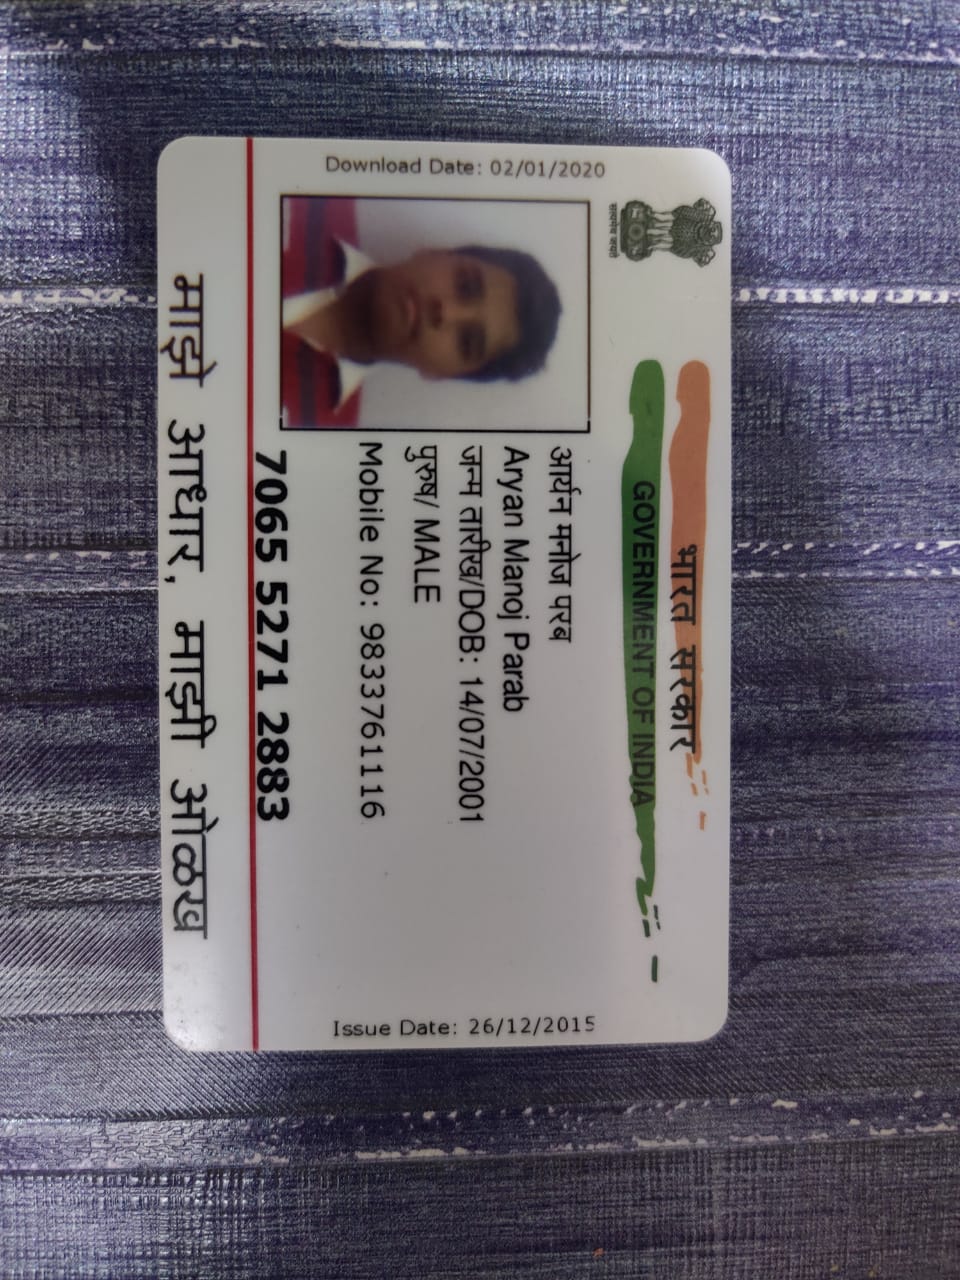 भारत सरकार
GOVERNMENT OF INDIA
सत्यमेव जयते
Download Date: 02/01/2020
आर्यन मनोज परब
Aryan Manoj Parab
जन्म तारीख/DOB: 14/07/2001
पुरुष/ MALE
Mobile No: 9833761116
Issue Date: 26/12/2015
7065 5271 2883
माझे आधार, माझी ओळख